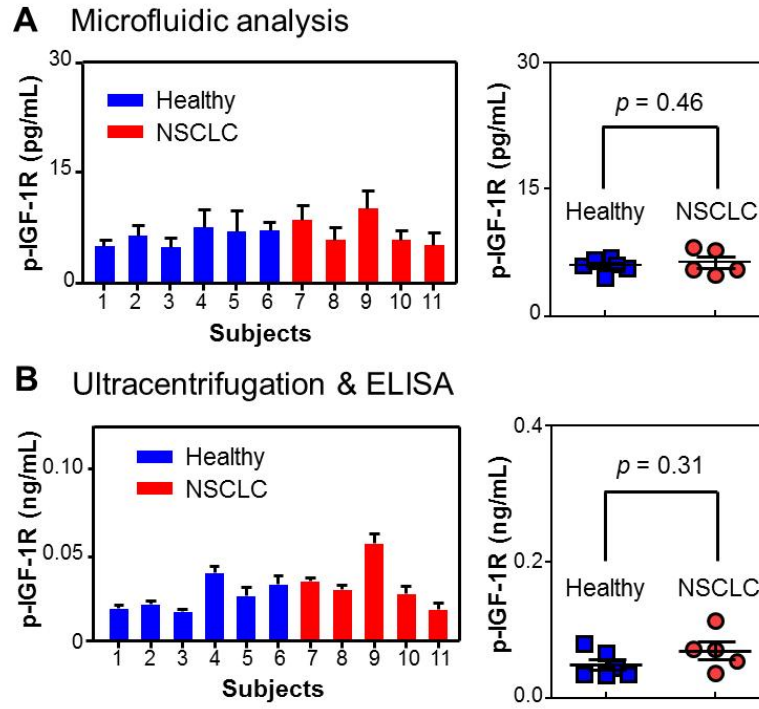 A Microfluidic analysis
p-IGF-1R (pg/mL)
30
15
0
Healthy
NSCLC
1 2 3 4 5 6 7 8 9 10 11
Subjects
p-IGF-1R (pg/mL)
30
15
0
p = 0.46
Healthy NSCLC
B Ultracentrifugation & ELISA
p-IGF-1R (ng/mL)
0.10
0.05
0
Healthy
NSCLC
1 2 3 4 5 6 7 8 9 10 11
Subjects
p-IGF-1R (ng/mL)
0.4
0.2
0.0
p = 0.31
Healthy NSCLC